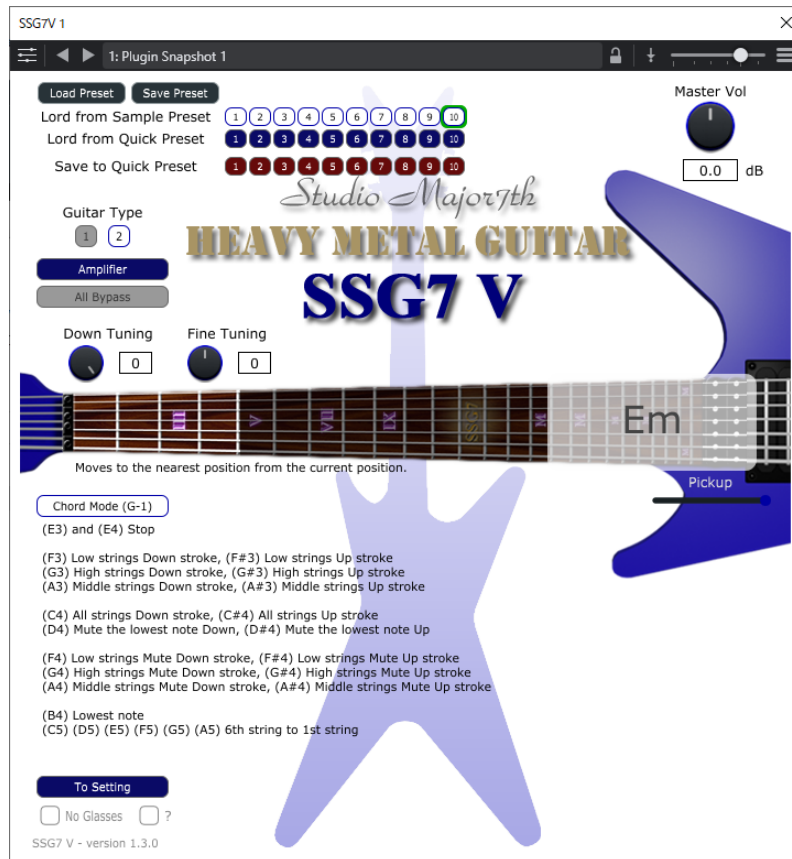 SSG7V 1
1: Plugin Snapshot 1
Load Preset Save Preset
Master Vol
Lord from Sample Preset 1 2 3 4 5 6 7 8 9 10
Lord from Quick Preset 1 2 3 4 5 6 7 8 9 10
Save to Quick Preset 1 2 3 4 5 6 7 8 9 10
0.0 dB
Studio Major7th
Guitar Type
1 2
HEAVY METAL GUITAR
Amplifier
SSG7 V
All Bypass
Down Tuning Fine Tuning
0 0
III V VII IX SSG7 M M M
Em
Moves to the nearest position from the current position.
Pickup
Chord Mode (G-1)
(E3) and (E4) Stop
(F3) Low strings Down stroke, (F#3) Low strings Up stroke
(G3) High strings Down stroke, (G#3) High strings Up stroke
(A3) Middle strings Down stroke, (A#3) Middle strings Up stroke
(C4) All strings Down stroke, (C#4) All strings Up stroke
(D4) Mute the lowest note Down, (D#4) Mute the lowest note Up
(F4) Low strings Mute Down stroke, (F#4) Low strings Mute Up stroke
(G4) High strings Mute Down stroke, (G#4) High strings Mute Up stroke
(A4) Middle strings Mute Down stroke, (A#4) Middle strings Mute Up stroke
(B4) Lowest note
(C5) (D5) (E5) (F5) (G5) (A5) 6th string to 1st string
To Setting
No Glasses ?
SSG7 V - version 1.3.0